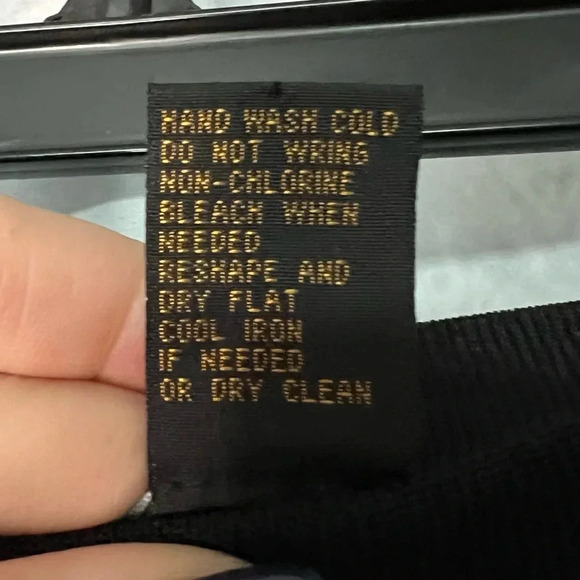 HAND WASH COLD
DO NOT WRING
NON-CHLORINE
BLEACH WHEN
NEEDED
RESHAPE AND
DRY FLAT
COOL IRON
IF NEEDED
OR DRY CLEAN